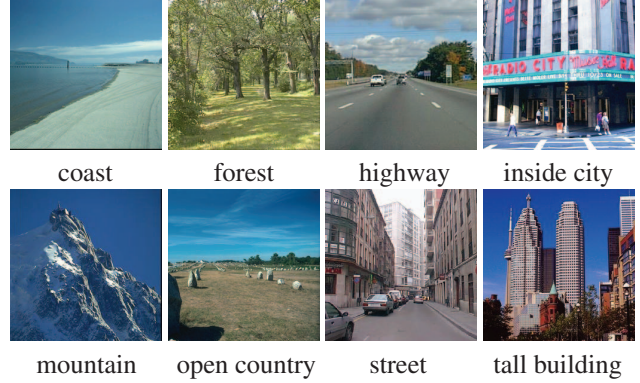 RADIO CITY
coast
forest
highway
inside city
mountain
open country
street
tall building